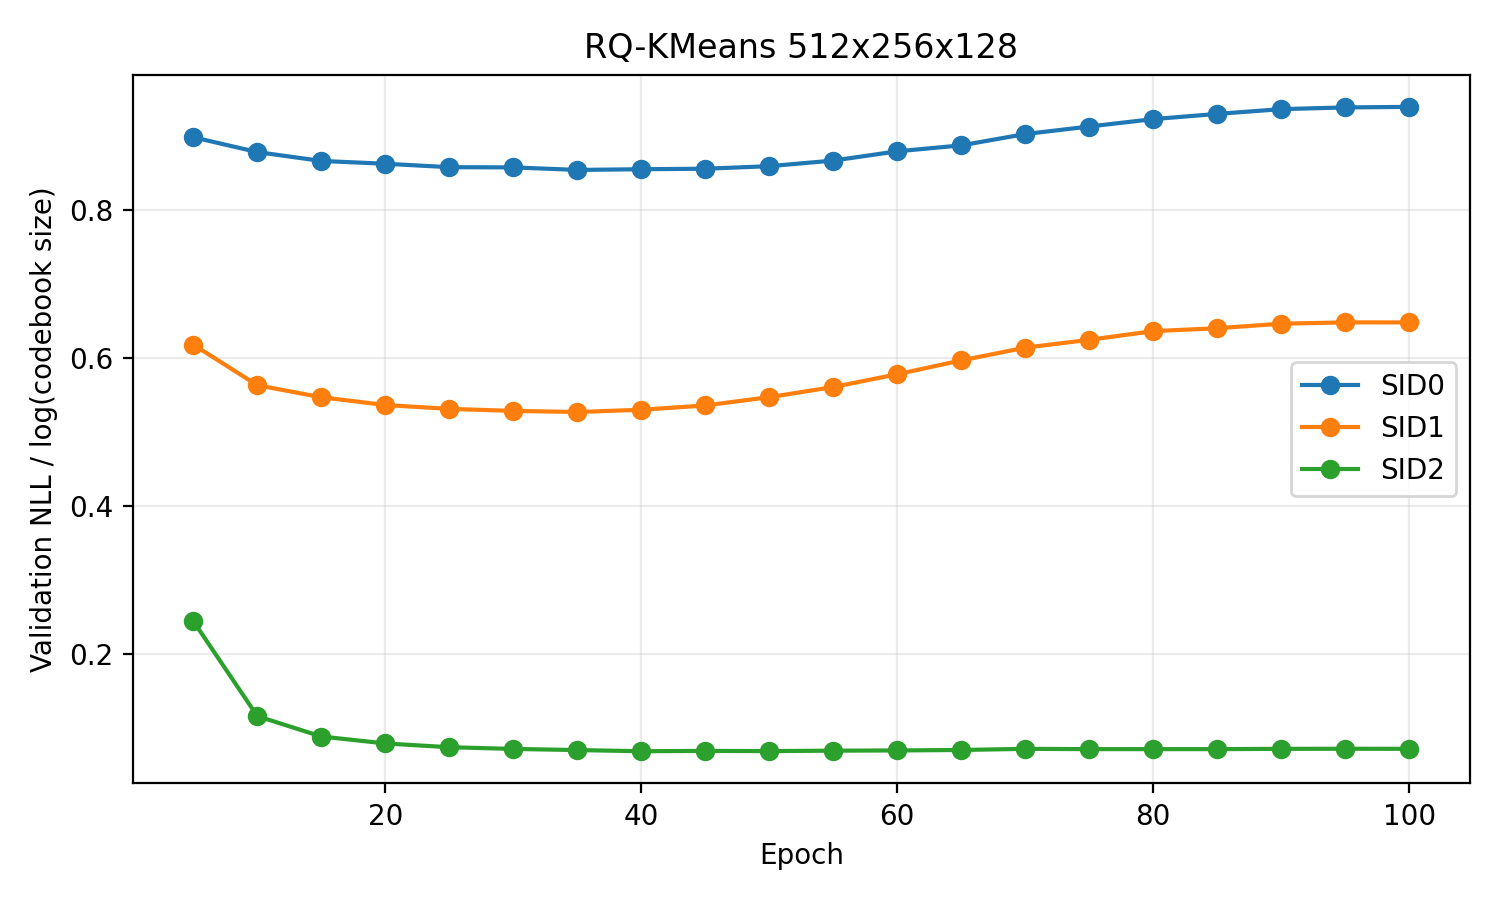 RQ-KMeans 512x256x128
Validation NLL / log(codebook size)
0.8
0.6
0.4
0.2
SID0
SID1
SID2
20 40 60 80 100
Epoch